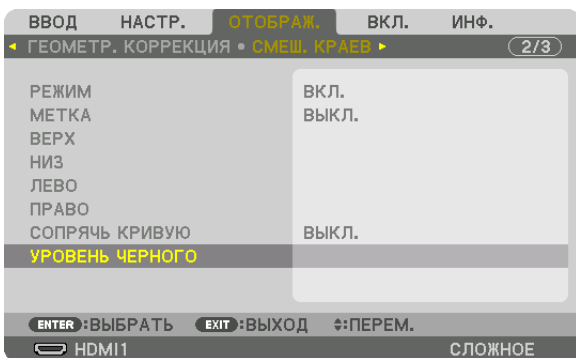 ВВОД НАСТР. ОТОБРАЖ. ВКЛ. ИНФ.
ГЕОМЕТР. КОРРЕКЦИЯ • СМЕШ. КРАЕВ 2/3
РЕЖИМ ВКЛ.
МЕТКА ВЫКЛ.
ВЕРХ
НИЗ
ЛЕВО
ПРАВО
СОПРЯЧЬ КРИВУЮ ВЫКЛ.
УРОВЕНЬ ЧЕРНОГО
ENTER :ВЫБРАТЬ EXIT :ВЫХОД :ПЕРЕМ.
HDMI1 СЛОЖНОЕ